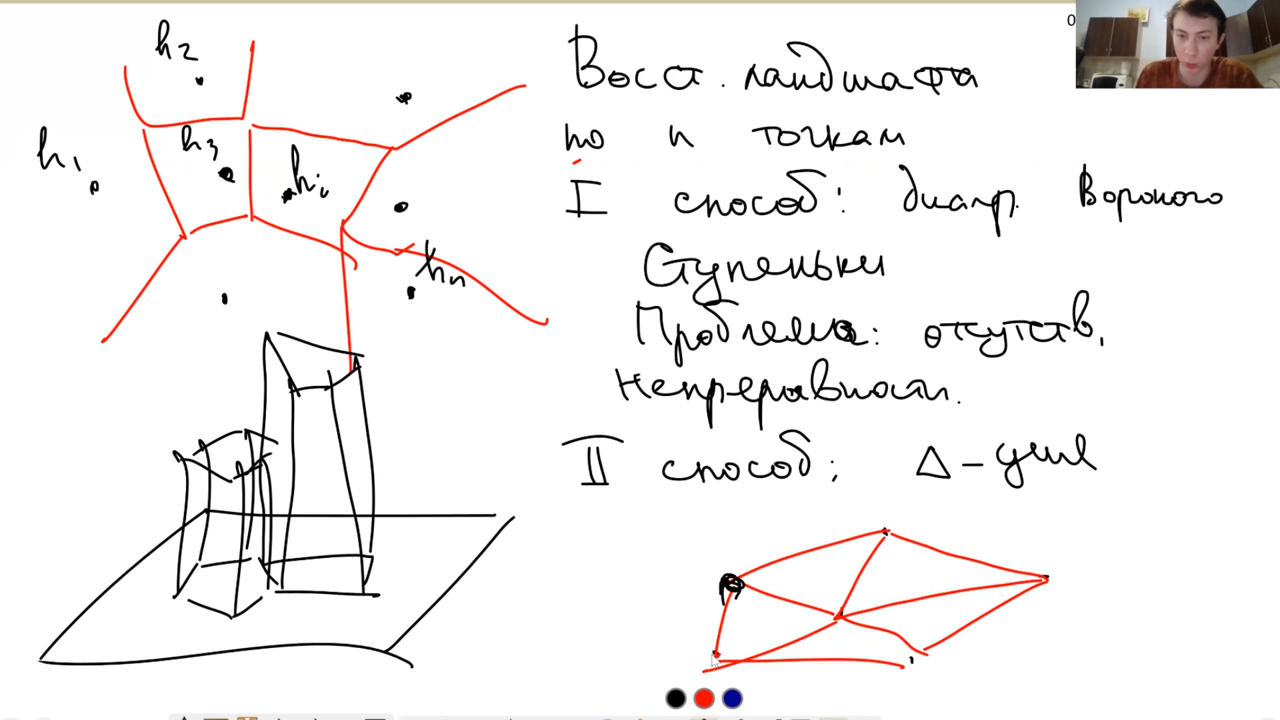 h2
h1
h3
hi
hn
Восст. ландшафта
по n точкам
I способ: диагр. Вороного
Ступеньки
Проблема: отсутств.
Непрерывности.
II способ: Δ-ция